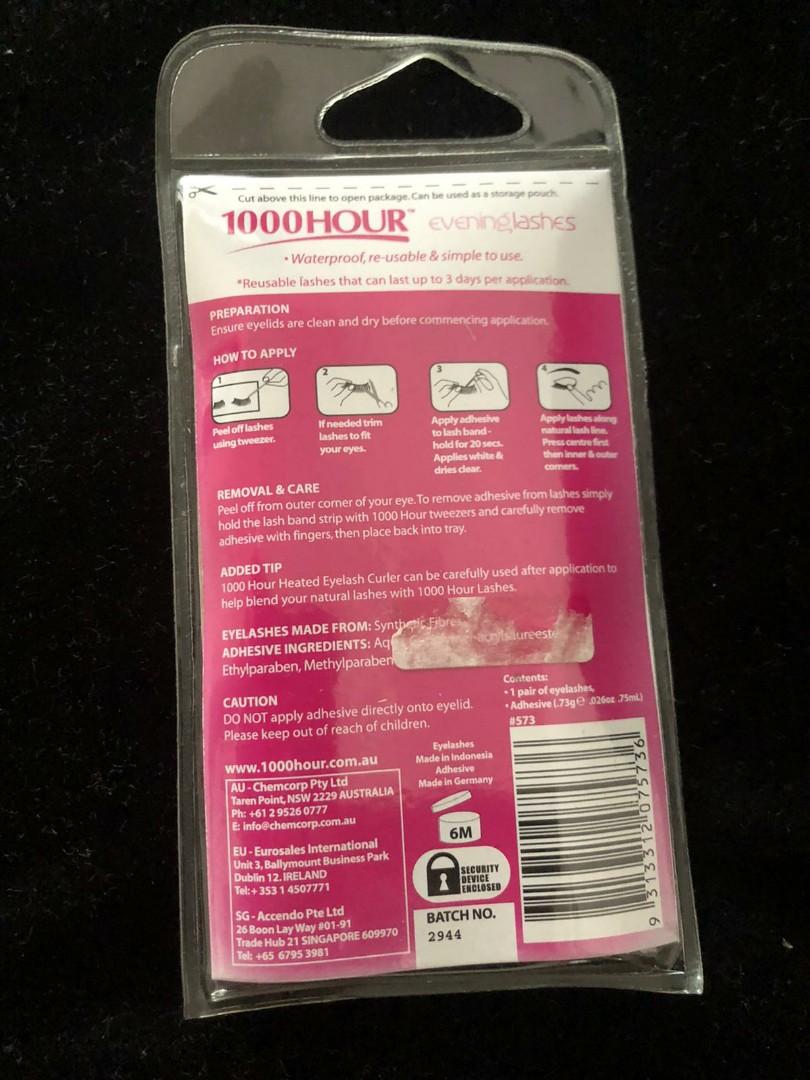 Cut above this line to open package. Can be used as a storage pouch.
1000HOUR™ evening lashes
• Waterproof, re-usable & simple to use.
*Reusable lashes that can last up to 3 days per application.
PREPARATION
Ensure eyelids are clean and dry before commencing application.
HOW TO APPLY
1
Peel off lashes
using tweezer.
2
If needed trim
lashes to fit
your eyes.
3
Apply adhesive
to lash band -
hold for 20 secs.
Applies white &
dries clear.
4
Apply lashes along
natural lash line.
Press centre first
then inner & outer
corners.
REMOVAL & CARE
Peel off from outer corner of your eye. To remove adhesive from lashes simply
hold the lash band strip with 1000 Hour tweezers and carefully remove
adhesive with fingers, then place back into tray.
ADDED TIP
1000 Hour Heated Eyelash Curler can be carefully used after application to
help blend your natural lashes with 1000 Hour Lashes.
EYELASHES MADE FROM: Synthetic Fibre
ADHESIVE INGREDIENTS:
Ethylparaben, Methylparaben
CAUTION
DO NOT apply adhesive directly onto eyelid.
Please keep out of reach of children.
Contents:
• 1 pair of eyelashes,
• Adhesive (.73g ℮ .026oz .75mL)
#573
www.1000hour.com.au
AU - Chemcorp Pty Ltd
Taren Point, NSW 2229 AUSTRALIA
Ph: +61 2 9526 0777
E: info@chemcorp.com.au
EU - Eurosales International
Unit 3, Ballymount Business Park
Dublin 12. IRELAND
Tel: + 353 1 4507771
SG - Accendo Pte Ltd
26 Boon Lay Way #01-91
Trade Hub 21 SINGAPORE 609970
Tel: +65 6795 3981
Eyelashes
Made in Indonesia
Adhesive
Made in Germany
6M
SECURITY
DEVICE
ENCLOSED
BATCH NO.
2944
9 313312 075736